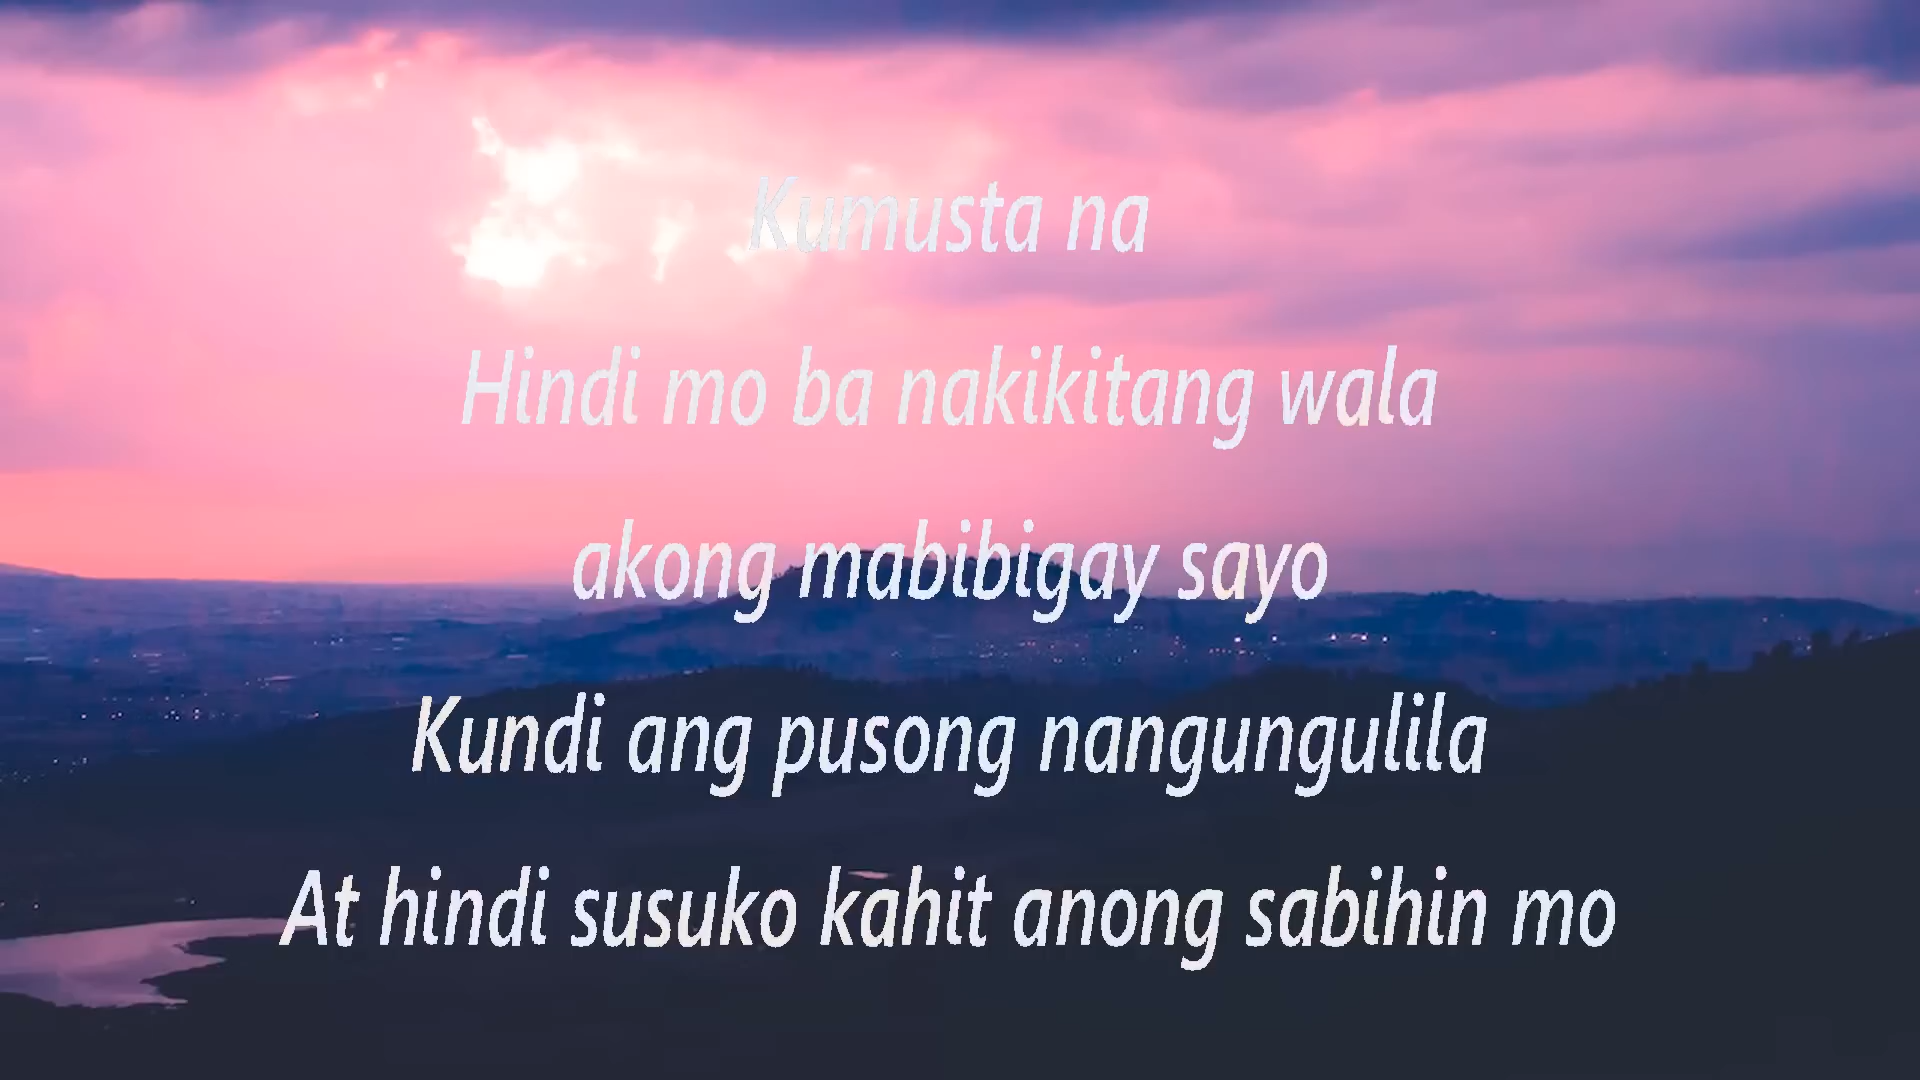 Kumusta na
Hindi mo ba nakikitang wala
akong mabibigay sayo
Kundi ang pusong nangungulila
At hindi susuko kahit anong sabihin mo